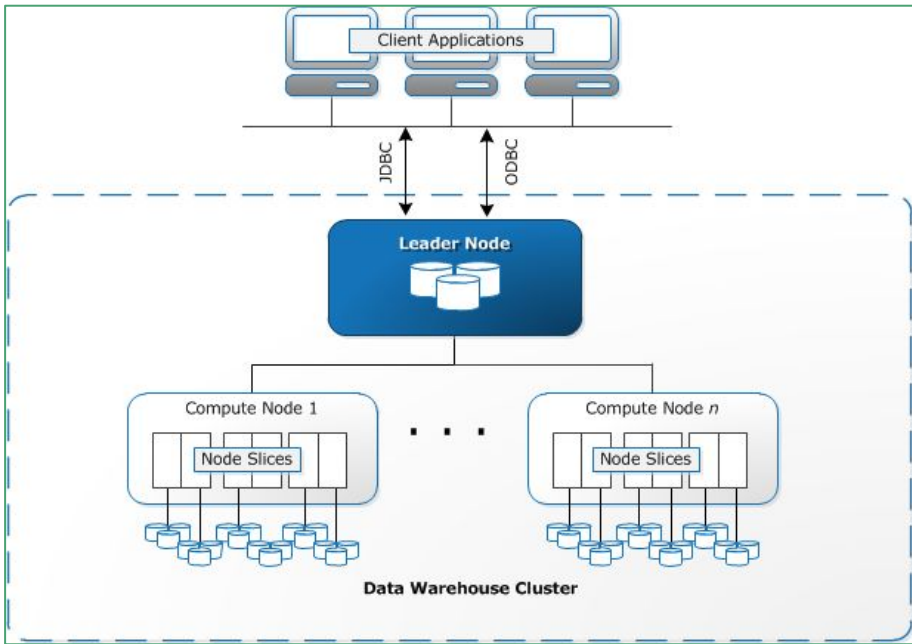 Client Applications
JDBC
ODBC
Leader Node
Compute Node 1
Compute Node n
. . .
Node Slices
Node Slices
Data Warehouse Cluster